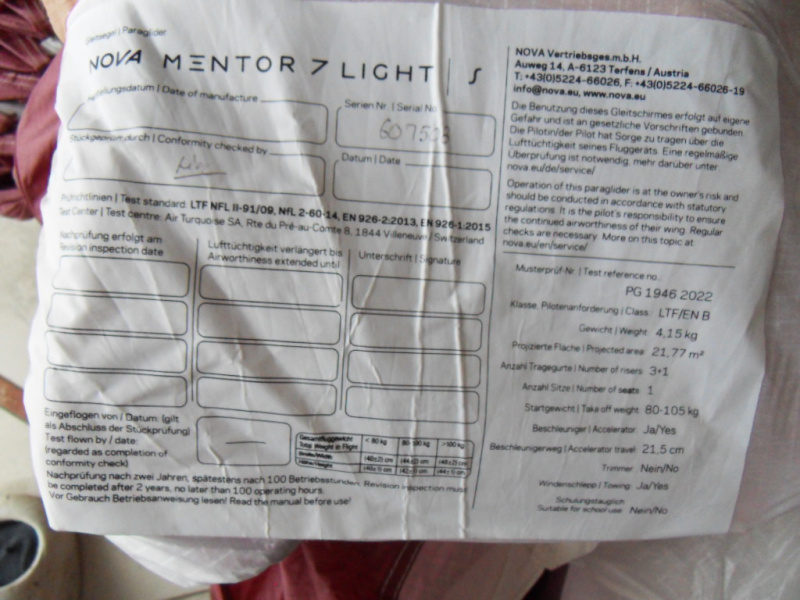 Gleitsegel | Paraglider
NOVA MENTOR 7 LIGHT | S
Herstellungsdatum | Date of manufacture
Serien Nr. | Serial No
Stückgeprüft durch | Conformity checked by
Datum | Date
Prüfrichtlinien | Test standard: LTF NFL II-91/09, NfL 2-60-14, EN 926-2:2013, EN 926-1:2015
Test Center | Test centre: Air Turquoise SA, Rte du Pré-au-Comte 8, 1844 Villeneuve / Switzerland
Nachprüfung erfolgt am
Revision inspection date
Lufttüchtigkeit verlängert bis
Airworthiness extended until
Unterschrift | Signature
Eingeflogen von / Datum: (gilt
als Abschluss der Stückprüfung)
Test flown by / date:
(regarded as completion of
conformity check)
Gesamtfluggewicht
Total Weight in Flight
< 80 kg
>100 kg
Nachprüfung nach zwei Jahren, spätestens nach 100 Betriebsstunden. Revision inspection must
be completed after 2 years, no later than 100 operating hours.
Vor Gebrauch Betriebsanweisung lesen! Read the manual before use!
NOVA Vertriebsges.m.b.H.
Auweg 14, A-6123 Terfens / Austria
T: +43(0)5224-66026, F: +43(0)5224-66026-19
info@nova.eu, www.nova.eu
Die Benutzung dieses Gleitschirmes erfolgt auf eigene
Gefahr und ist an gesetzliche Vorschriften gebunden.
Die Pilotin/der Pilot hat Sorge zu tragen über die
Lufttüchtigkeit seines Fluggeräts. Eine regelmäßige
Überprüfung ist notwendig. mehr darüber unter
nova.eu/de/service/
Operation of this paraglider is at the owner's risk and
should be conducted in accordance with statutory
regulations. It is the pilot's responsibility to ensure
the continued airworthiness of their wing. Regular
checks are necessary. More on this topic at
nova.eu/en/service/
Musterprüf-Nr. | Test reference no.:
PG 1946.2022
Klasse, Pilotenanforderung | Class: LTF/EN B
Gewicht | Weight: 4,15 kg
Projizierte Fläche | Projected area: 21,77 m²
Anzahl Tragegurte | Number of risers: 3+1
Anzahl Sitze | Number of seats: 1
Startgewicht | Take off weight: 80-105 kg
Beschleuniger | Accelerator: Ja/Yes
Beschleunigerweg | Accelerator travel: 21,5 cm
Trimmer: Nein/No
Windenschlepp | Towing: Ja/Yes
Schulungstauglich
Suitable for school use: Nein/No